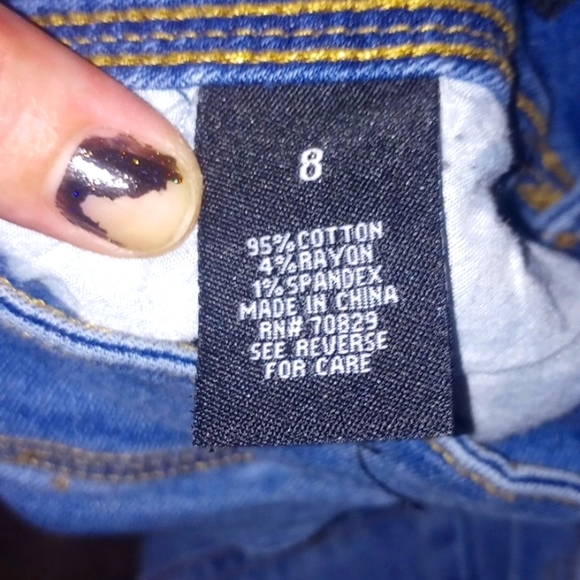 8
95%COTTON
4%RAYON
1%SPANDEX
MADE IN CHINA
RN# 70829
SEE REVERSE
FOR CARE